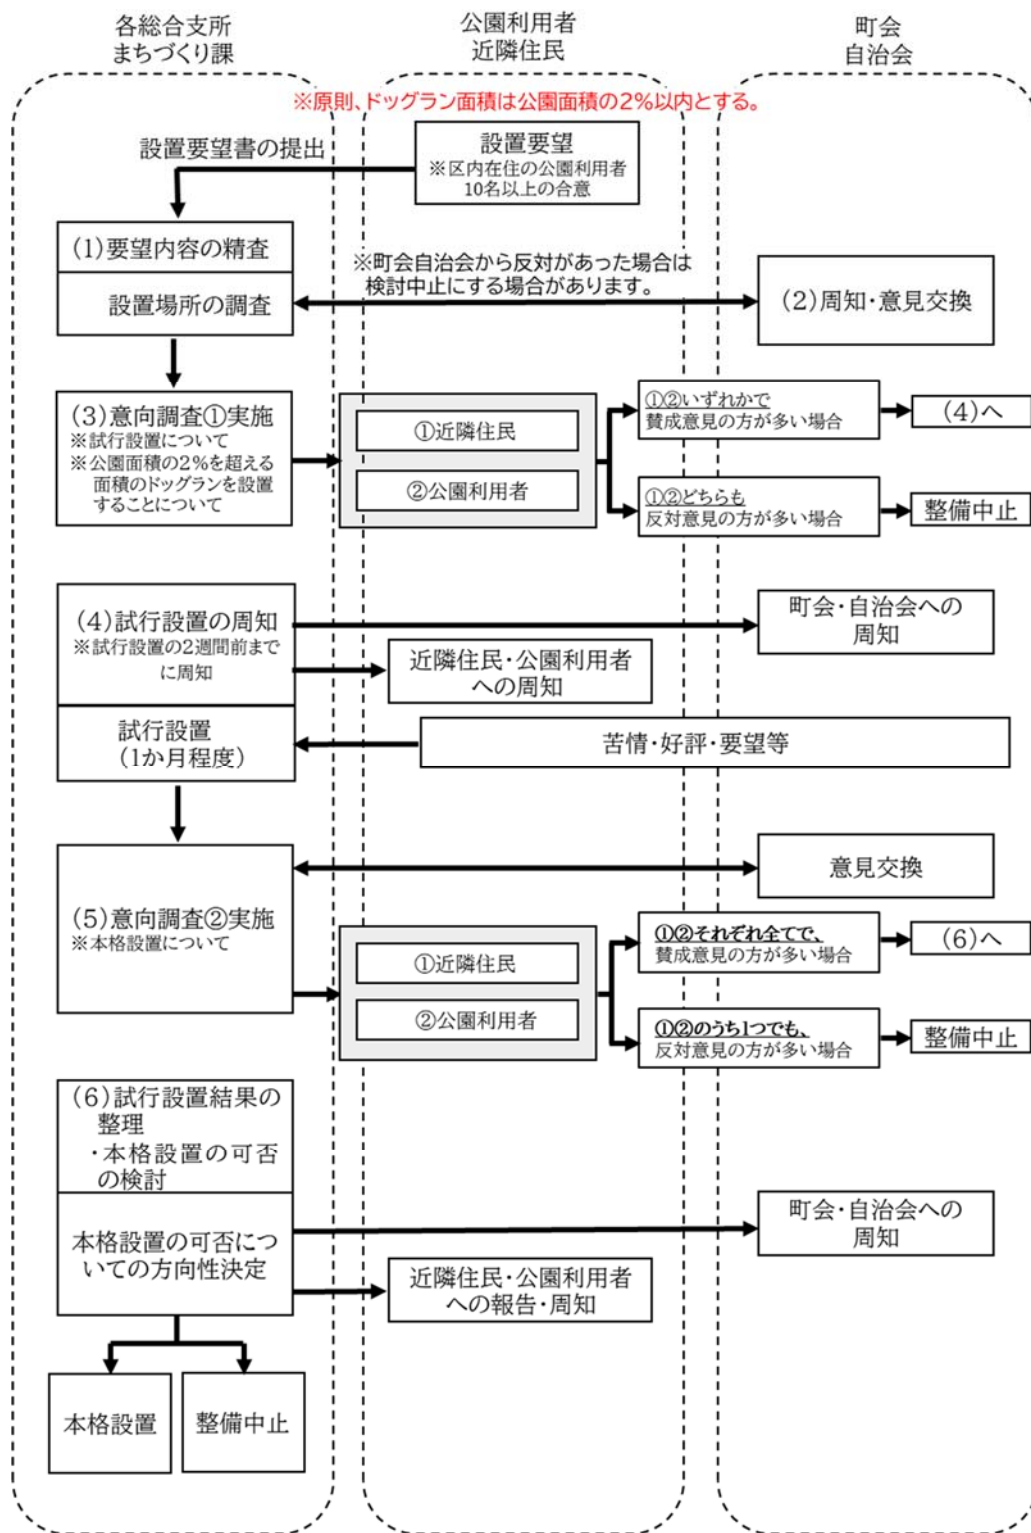 各総合支所
まちづくり課
公園利用者
近隣住民
町会
自治会
※原則、ドッグラン面積は公園面積の2％以内とする。
設置要望書の提出
設置要望
※区内在住の公園利用者
10名以上の合意
(1)要望内容の精査
設置場所の調査
※町会自治会から反対があった場合は
検討中止にする場合があります。
(2)周知・意見交換
(3)意向調査①実施
※試行設置について
※公園面積の2%を超える
面積のドッグランを設置
することについて
①近隣住民
②公園利用者
①②いずれかで
賛成意見の方が多い場合
(4)へ
①②どちらも
反対意見の方が多い場合
整備中止
(4)試行設置の周知
※試行設置の2週間前まで
に周知
町会・自治会への
周知
近隣住民・公園利用者
への周知
試行設置
(1か月程度)
苦情・好評・要望等
(5)意向調査②実施
※本格設置について
意見交換
①近隣住民
②公園利用者
①②それぞれ全てで、
賛成意見の方が多い場合
(6)へ
①②のうち1つでも、
反対意見の方が多い場合
整備中止
(6)試行設置結果の
整理
・本格設置の可否
の検討
本格設置の可否につ
いての方向性決定
町会・自治会への
周知
近隣住民・公園利用者
への報告・周知
本格設置
整備中止